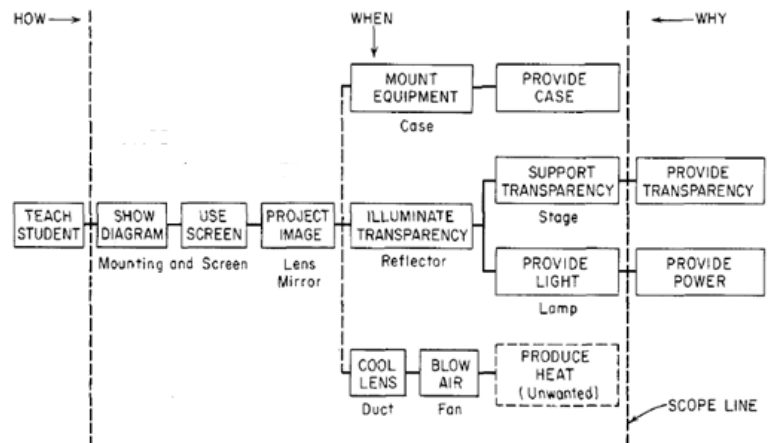 HOW
WHEN
WHY
MOUNT
EQUIPMENT
Case
PROVIDE
CASE
TEACH
STUDENT
SHOW
DIAGRAM
USE
SCREEN
Mounting and Screen
PROJECT
IMAGE
Lens
Mirror
ILLUMINATE
TRANSPARENCY
Reflector
SUPPORT
TRANSPARENCY
Stage
PROVIDE
TRANSPARENCY
PROVIDE
LIGHT
Lamp
PROVIDE
POWER
COOL
LENS
Duct
BLOW
AIR
Fan
PRODUCE
HEAT
(Unwanted)
SCOPE LINE